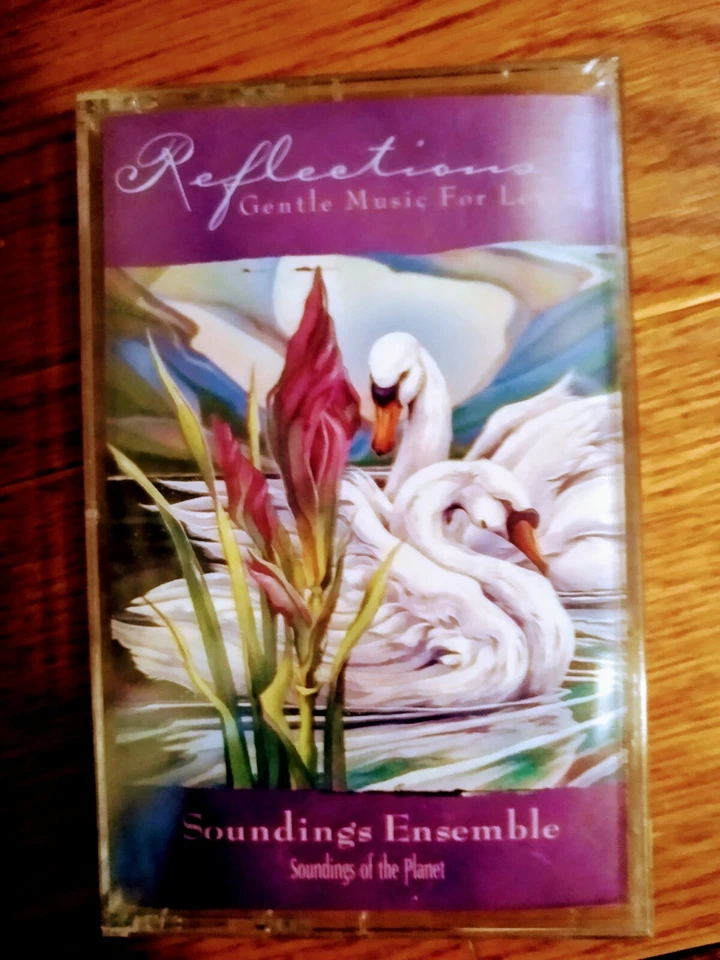 Reflections
Gentle Music For
Soundings Ensemble
Soundings of the Planet